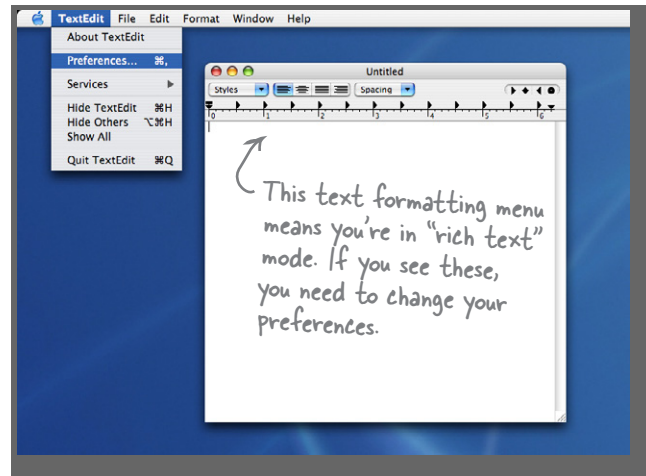 TextEdit File Edit Format Window Help
About TextEdit
Preferences... ⌘,
Services ▶
Hide TextEdit ⌘H
Hide Others ⌥⌘H
Show All
Quit TextEdit ⌘Q
Untitled
Styles Spacing
0 1 2 3 4 5 6
This text formatting menu
means you're in "rich text"
mode. If you see these,
you need to change your
preferences.